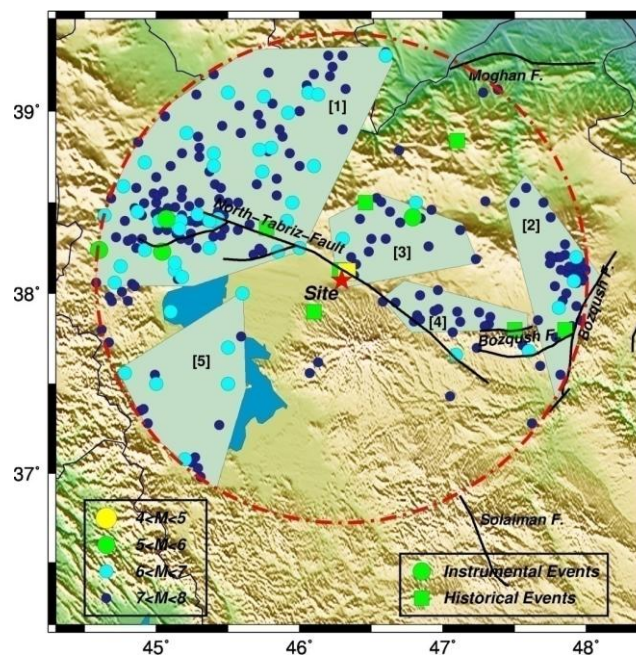 Moghan F.
39°
[1]
North-Tabriz-Fault
[2]
[3]
38°
Site
[4]
Bozqush F.
Bozqush F.
[5]
37°
Solaiman F.
4<M<5
5<M<6
6<M<7
7<M<8
Instrumental Events
Historical Events
45° 46° 47° 48°